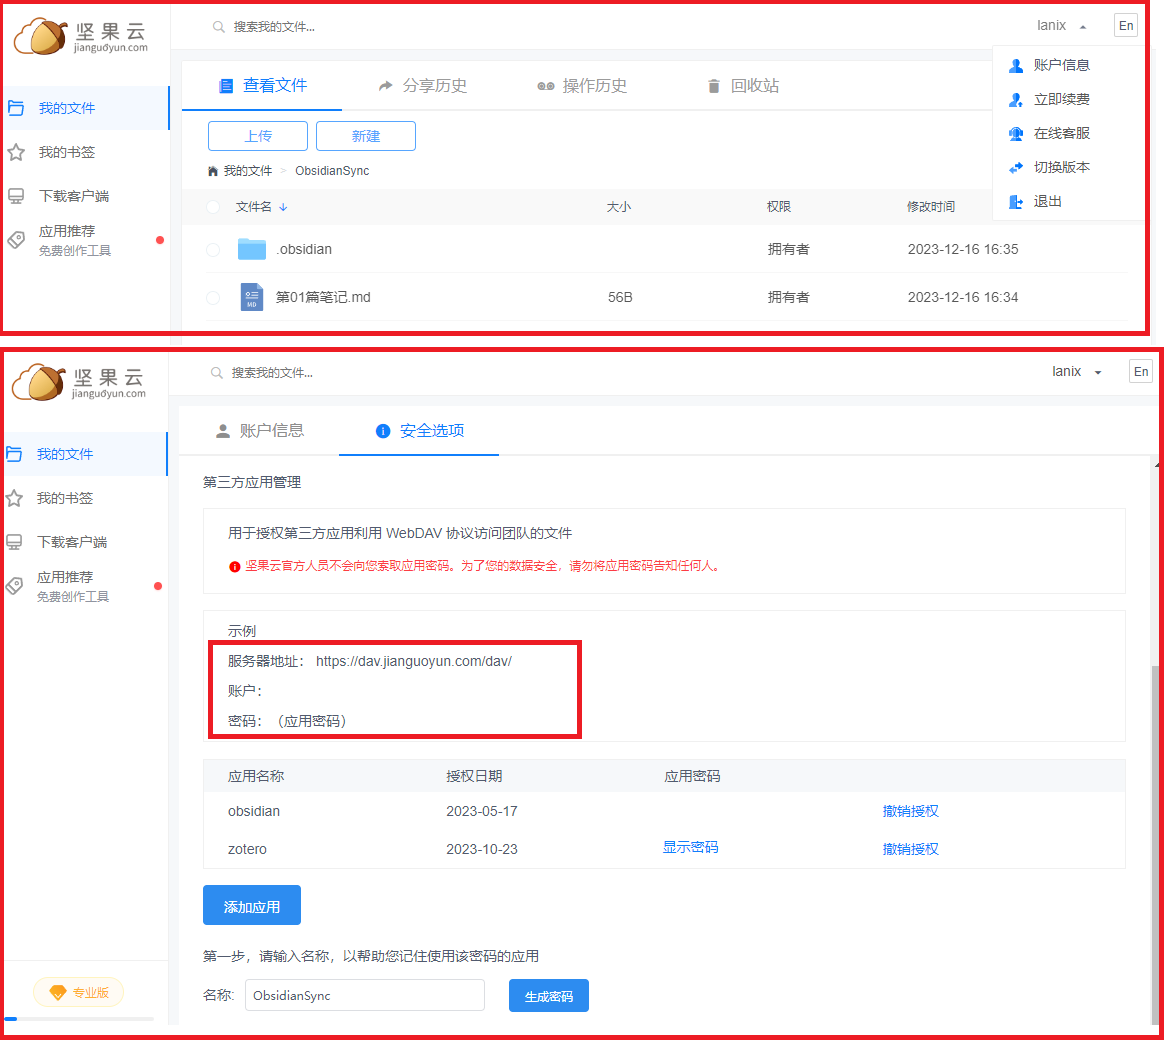 坚果云
jianguoyun.com
搜索我的文件...
lanix
En
我的文件
我的书签
下载客户端
应用推荐
免费创作工具
查看文件 分享历史 操作历史 回收站
账户信息
立即续费
在线客服
切换版本
退出
上传 新建
我的文件 > ObsidianSync
文件名 ↓ 大小 权限 修改时间
.obsidian 拥有者 2023-12-16 16:35
MD
第01篇笔记.md 56B 拥有者 2023-12-16 16:34
坚果云
jianguoyun.com
搜索我的文件...
lanix
En
我的文件
我的书签
下载客户端
应用推荐
免费创作工具
专业版
账户信息 安全选项
第三方应用管理
用于授权第三方应用利用 WebDAV 协议访问团队的文件
坚果云官方人员不会向您索取应用密码。为了您的数据安全，请勿将应用密码告知任何人。
示例
服务器地址： https://dav.jianguoyun.com/dav/
账户：
密码：（应用密码）
应用名称 授权日期 应用密码
obsidian 2023-05-17 撤销授权
zotero 2023-10-23 显示密码 撤销授权
添加应用
第一步，请输入名称，以帮助您记住使用该密码的应用
名称: ObsidianSync 生成密码